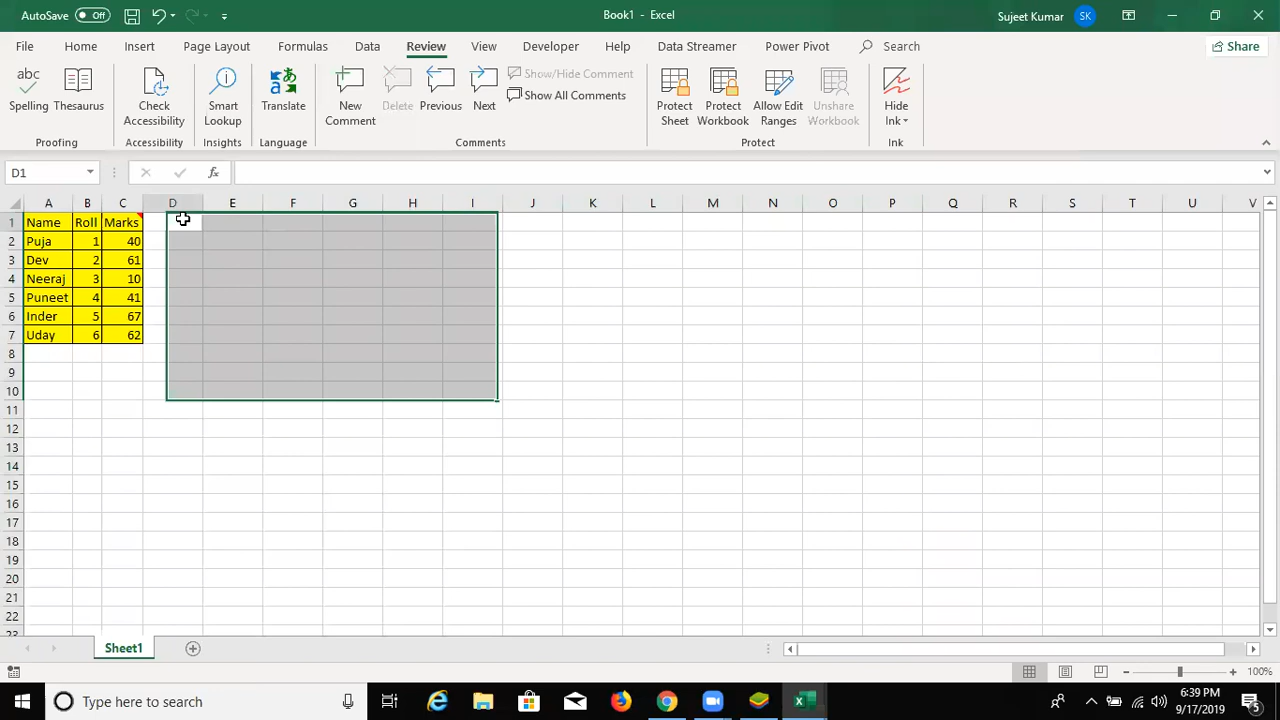 AutoSave Off Book1 - Excel Sujeet Kumar SK
File Home Insert Page Layout Formulas Data Review View Developer Help Data Streamer Power Pivot Search Share
abc Spelling Thesaurus Check Accessibility Smart Lookup Translate New Comment Delete Previous Next Show/Hide Comment Show All Comments Protect Sheet Protect Workbook Allow Edit Ranges Unshare Workbook Hide Ink
Proofing Accessibility Insights Language Comments Protect Ink
D1 fx
A B C D E F G H I J K L M N O P Q R S T U V
1 Name Roll Marks
2 Puja 1 40
3 Dev 2 61
4 Neeraj 3 10
5 Puneet 4 41
6 Inder 5 67
7 Uday 6 62
8
9
10
11
12
13
14
15
16
17
18
19
20
21
22
23
Sheet1
100%
Type here to search 6:39 PM
9/17/2019 5